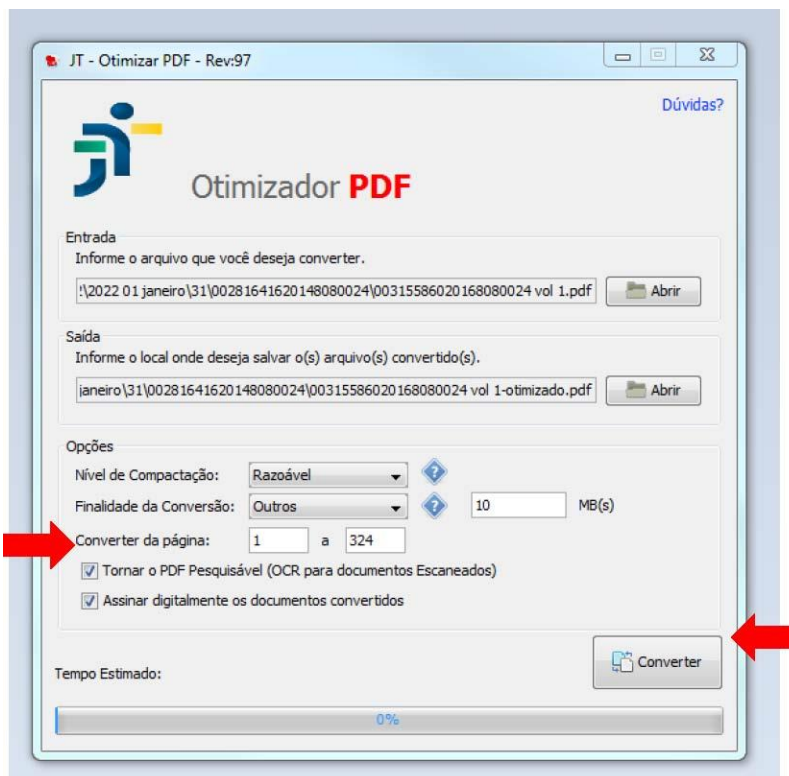 JT - Otimizar PDF - Rev:97
Dúvidas?
Otimizador PDF
Entrada
Informe o arquivo que você deseja converter.
!\2022 01 janeiro\31\00281641620148080024\00315586020168080024 vol 1.pdf Abrir
Saída
Informe o local onde deseja salvar o(s) arquivo(s) convertido(s).
janeiro\31\00281641620148080024\00315586020168080024 vol 1-otimizado.pdf Abrir
Opções
Nível de Compactação: Razoável
Finalidade da Conversão: Outros 10 MB(s)
Converter da página: 1 a 324
Tornar o PDF Pesquisável (OCR para documentos Escaneados)
Assinar digitalmente os documentos convertidos
Converter
Tempo Estimado:
0%